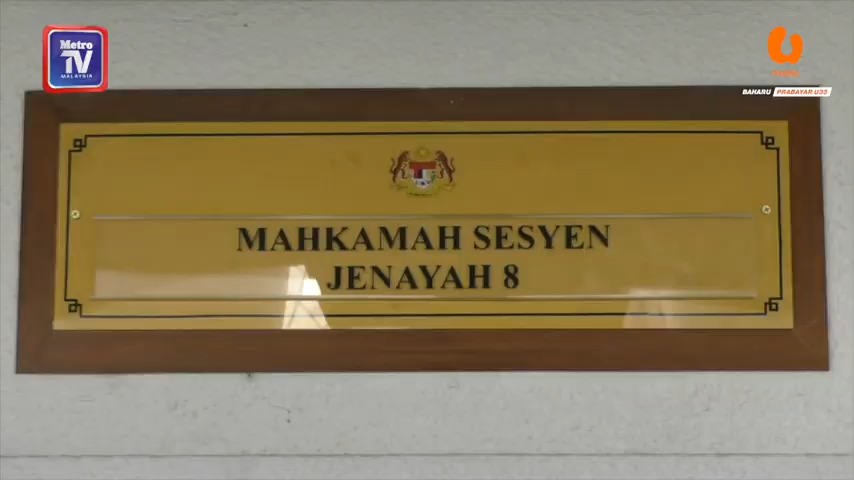 Metro
TV
MALAYSIA
BAHARU PRABAYAR U35
MAHKAMAH SESYEN
JENAYAH 8